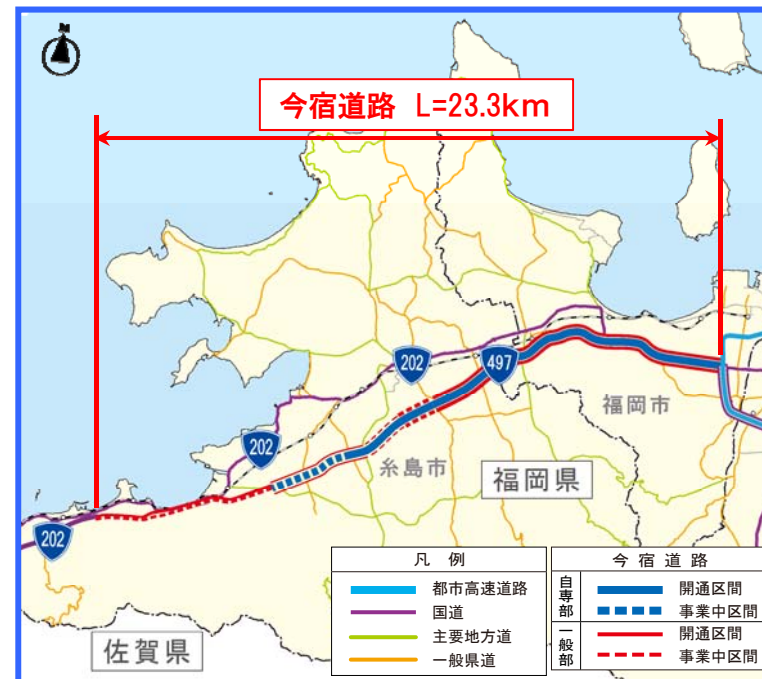 今宿道路 L=23.3km
202
497
福岡市
202
糸島市
福岡県
202
佐賀県
凡 例
都市高速道路
国道
主要地方道
一般県道
今 宿 道 路
自専部
開通区間
事業中区間
一般部
開通区間
事業中区間